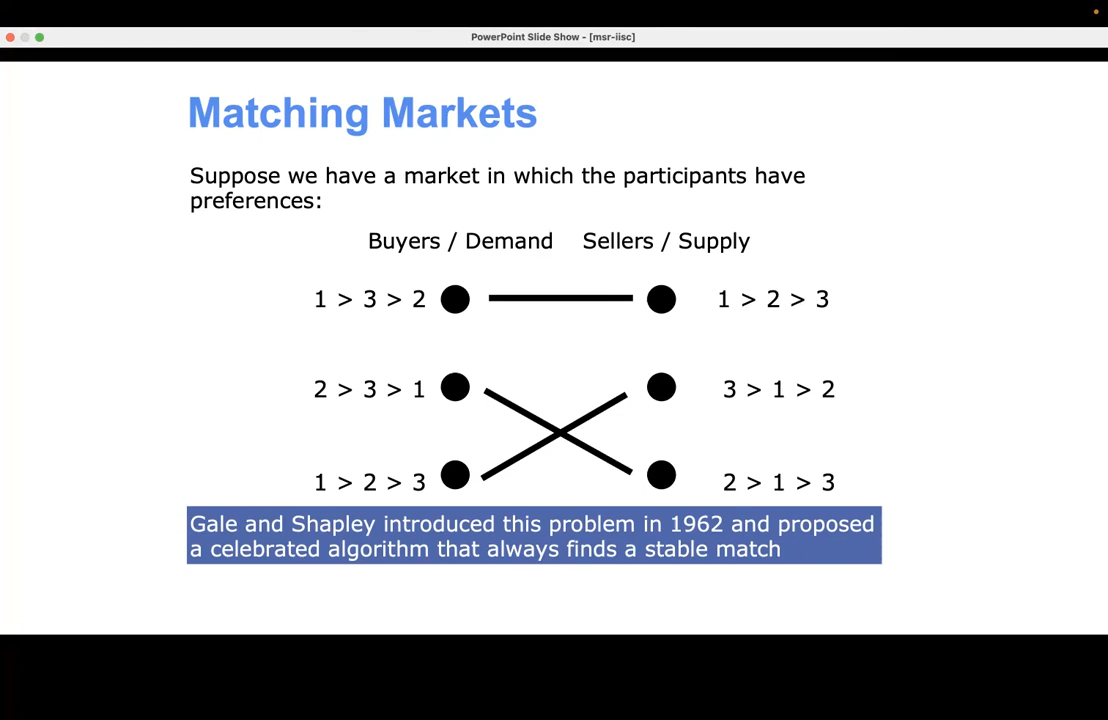 PowerPoint Slide Show - [msr-iisc]
Matching Markets
Suppose we have a market in which the participants have
preferences:
Buyers / Demand Sellers / Supply
1 > 3 > 2 1 > 2 > 3
2 > 3 > 1 3 > 1 > 2
1 > 2 > 3 2 > 1 > 3
Gale and Shapley introduced this problem in 1962 and proposed
a celebrated algorithm that always finds a stable match